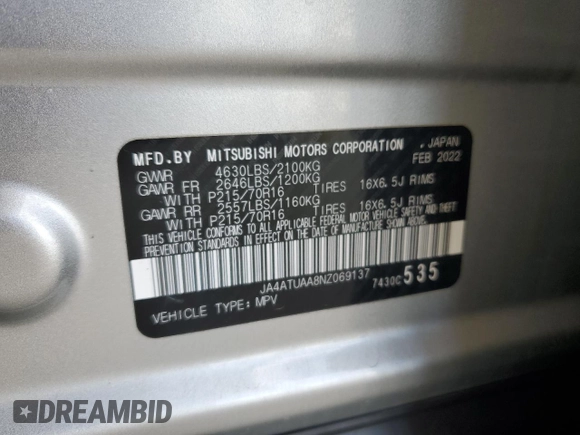 MFD.BY MITSUBISHI MOTORS CORPORATION , JAPAN
GVWR 4630LBS/2100KG FEB 2022
GAWR FR 2646LBS/1200KG
WITH P215/70R16 TIRES 16X6.5J RIMS
GAWR RR 2557LBS/1160KG
WITH P215/70R16 TIRES 16X6.5J RIMS
THIS VEHICLE CONFORMS TO ALL APPLICABLE FEDERAL MOTOR VEHICLE SAFETY AND THEFT
PREVENTION STANDARDS IN EFFECT ON THE DATE OF MANUFACTURE SHOWN ABOVE.
JA4ATUAA8NZ069137 7430C 535
VEHICLE TYPE: MPV
DREAMBID